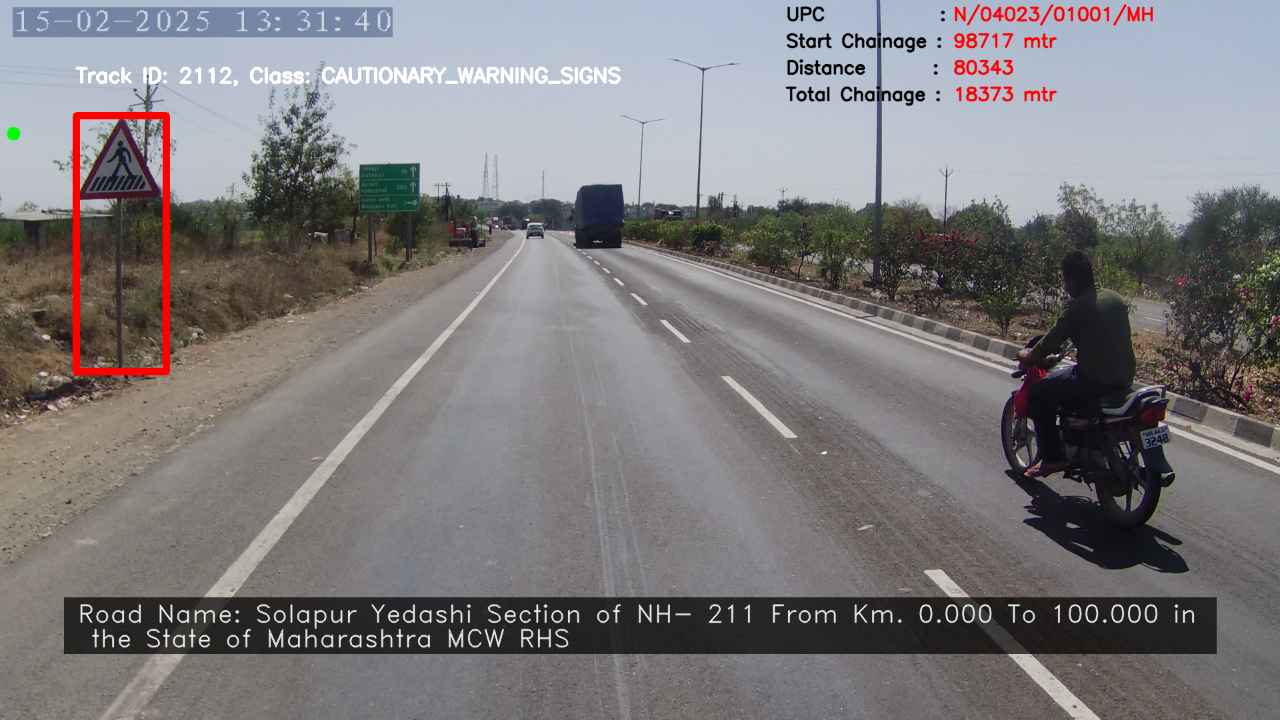 15-02-2025 13:31:40
UPC : N/04023/01001/MH
Start Chainage : 98717 mtr
Distance : 80343
Total Chainage : 18373 mtr
Track ID: 2112, Class: CAUTIONARY_WARNING_SIGNS
3248
Road Name: Solapur Yedashi Section of NH- 211 From Km. 0.000 To 100.000 in
the State of Maharashtra MCW RHS